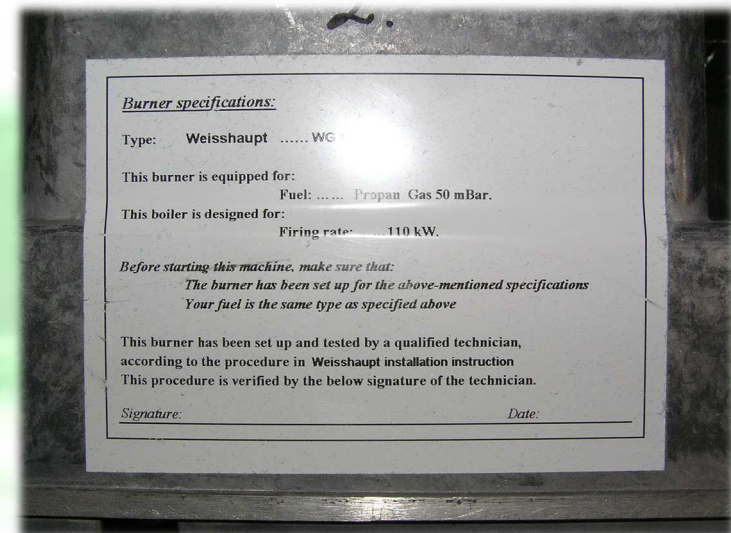 2.
Burner specifications:
Type: Weisshaupt ...... WG
This burner is equipped for:
Fuel: ...... Propan Gas 50 mBar.
This boiler is designed for:
Firing rate: ......110 kW.
Before starting this machine, make sure that:
The burner has been set up for the above-mentioned specifications
Your fuel is the same type as specified above
This burner has been set up and tested by a qualified technician,
according to the procedure in Weisshaupt installation instruction
This procedure is verified by the below signature of the technician.
Signature: Date: